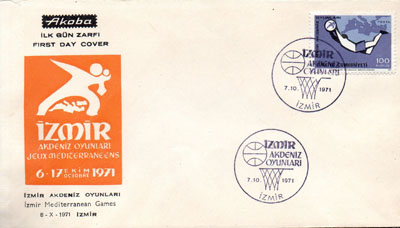 Akoba
İLK GÜN ZARFI
FIRST DAY COVER
İZMİR
AKDENİZ OYUNLARI
JEUX MEDITERRANEENS
6-17 EKİM OCTOBRE 1971
İZMİR AKDENİZ OYUNLARI
İzmir Mediterranean Games
8-X-1971 İZMİR
İZMİR
AKDENİZ
OYUNLARI
7.10. 1971
İZMİR
100
İZMİR
AKDENİZ
OYUNLARI
7.10. 1971
İZMİR